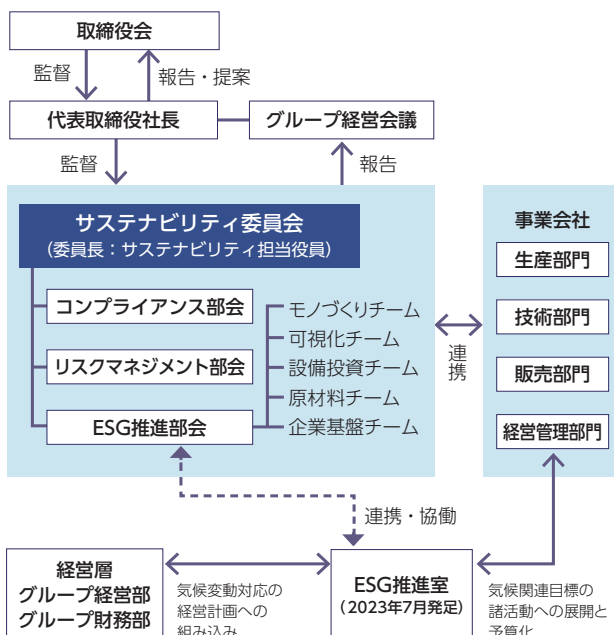 取締役会
監督
報告・提案
代表取締役社長
グループ経営会議
監督
報告
サステナビリティ委員会
(委員長：サステナビリティ担当役員)
コンプライアンス部会
リスクマネジメント部会
ESG推進部会
モノづくりチーム
可視化チーム
設備投資チーム
原材料チーム
企業基盤チーム
連携
事業会社
生産部門
技術部門
販売部門
経営管理部門
連携・協働
経営層
グループ経営部
グループ財務部
気候変動対応の
経営計画への
組み込み
ESG推進室
(2023年7月発足)
気候関連目標の
諸活動への展開と
予算化